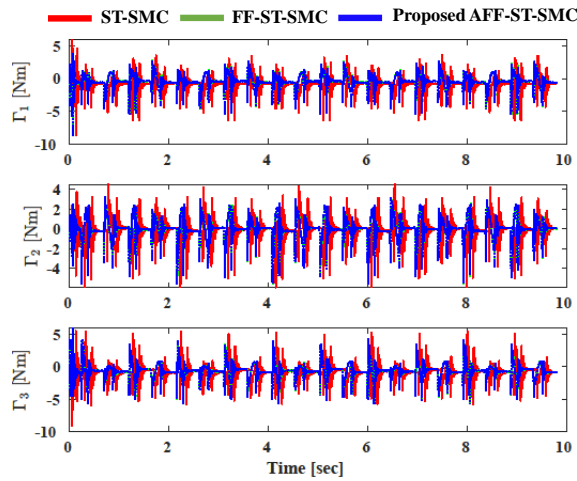 ST-SMC FF-ST-SMC Proposed AFF-ST-SMC
Γ1 [Nm]
5
0
-5
-10
0 2 4 6 8 10
Γ2 [Nm]
4
2
0
-2
-4
0 2 4 6 8 10
Γ3 [Nm]
5
0
-5
-10
0 2 4 6 8 10
Time [sec]